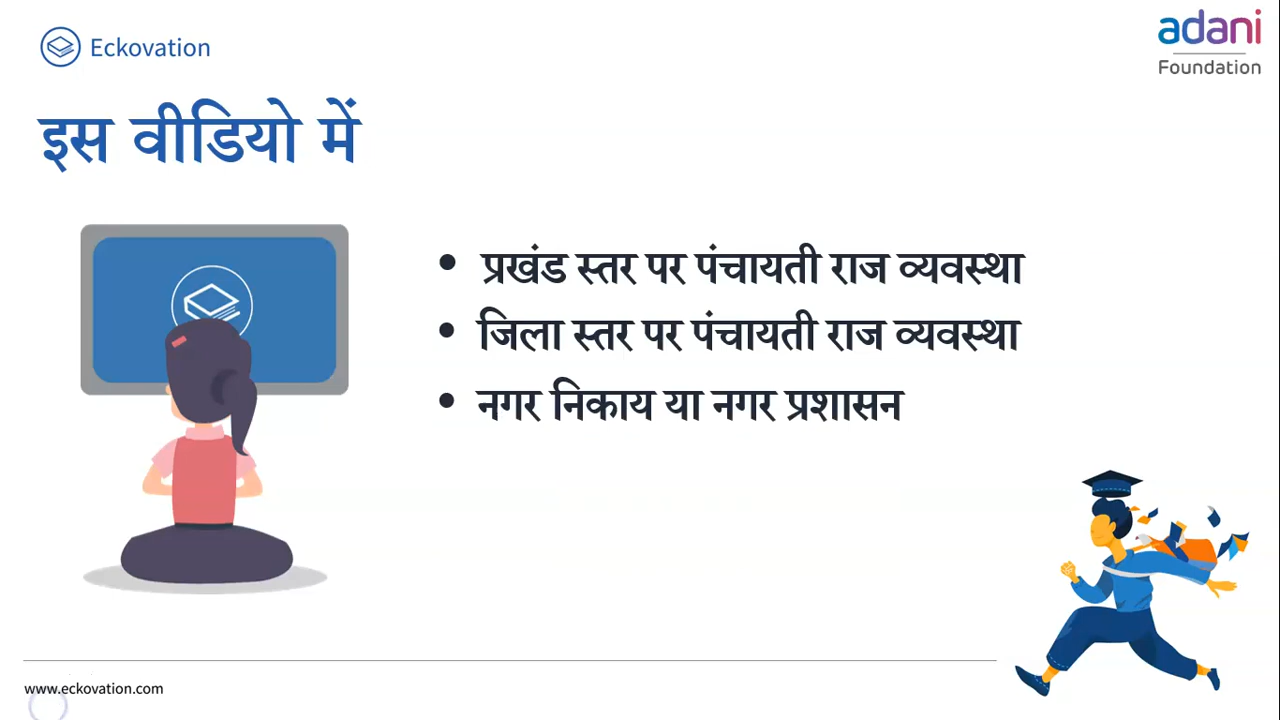 Eckovation
adani
Foundation
इस वीडियो में
• प्रखंड स्तर पर पंचायती राज व्यवस्था
• जिला स्तर पर पंचायती राज व्यवस्था
• नगर निकाय या नगर प्रशासन
www.eckovation.com